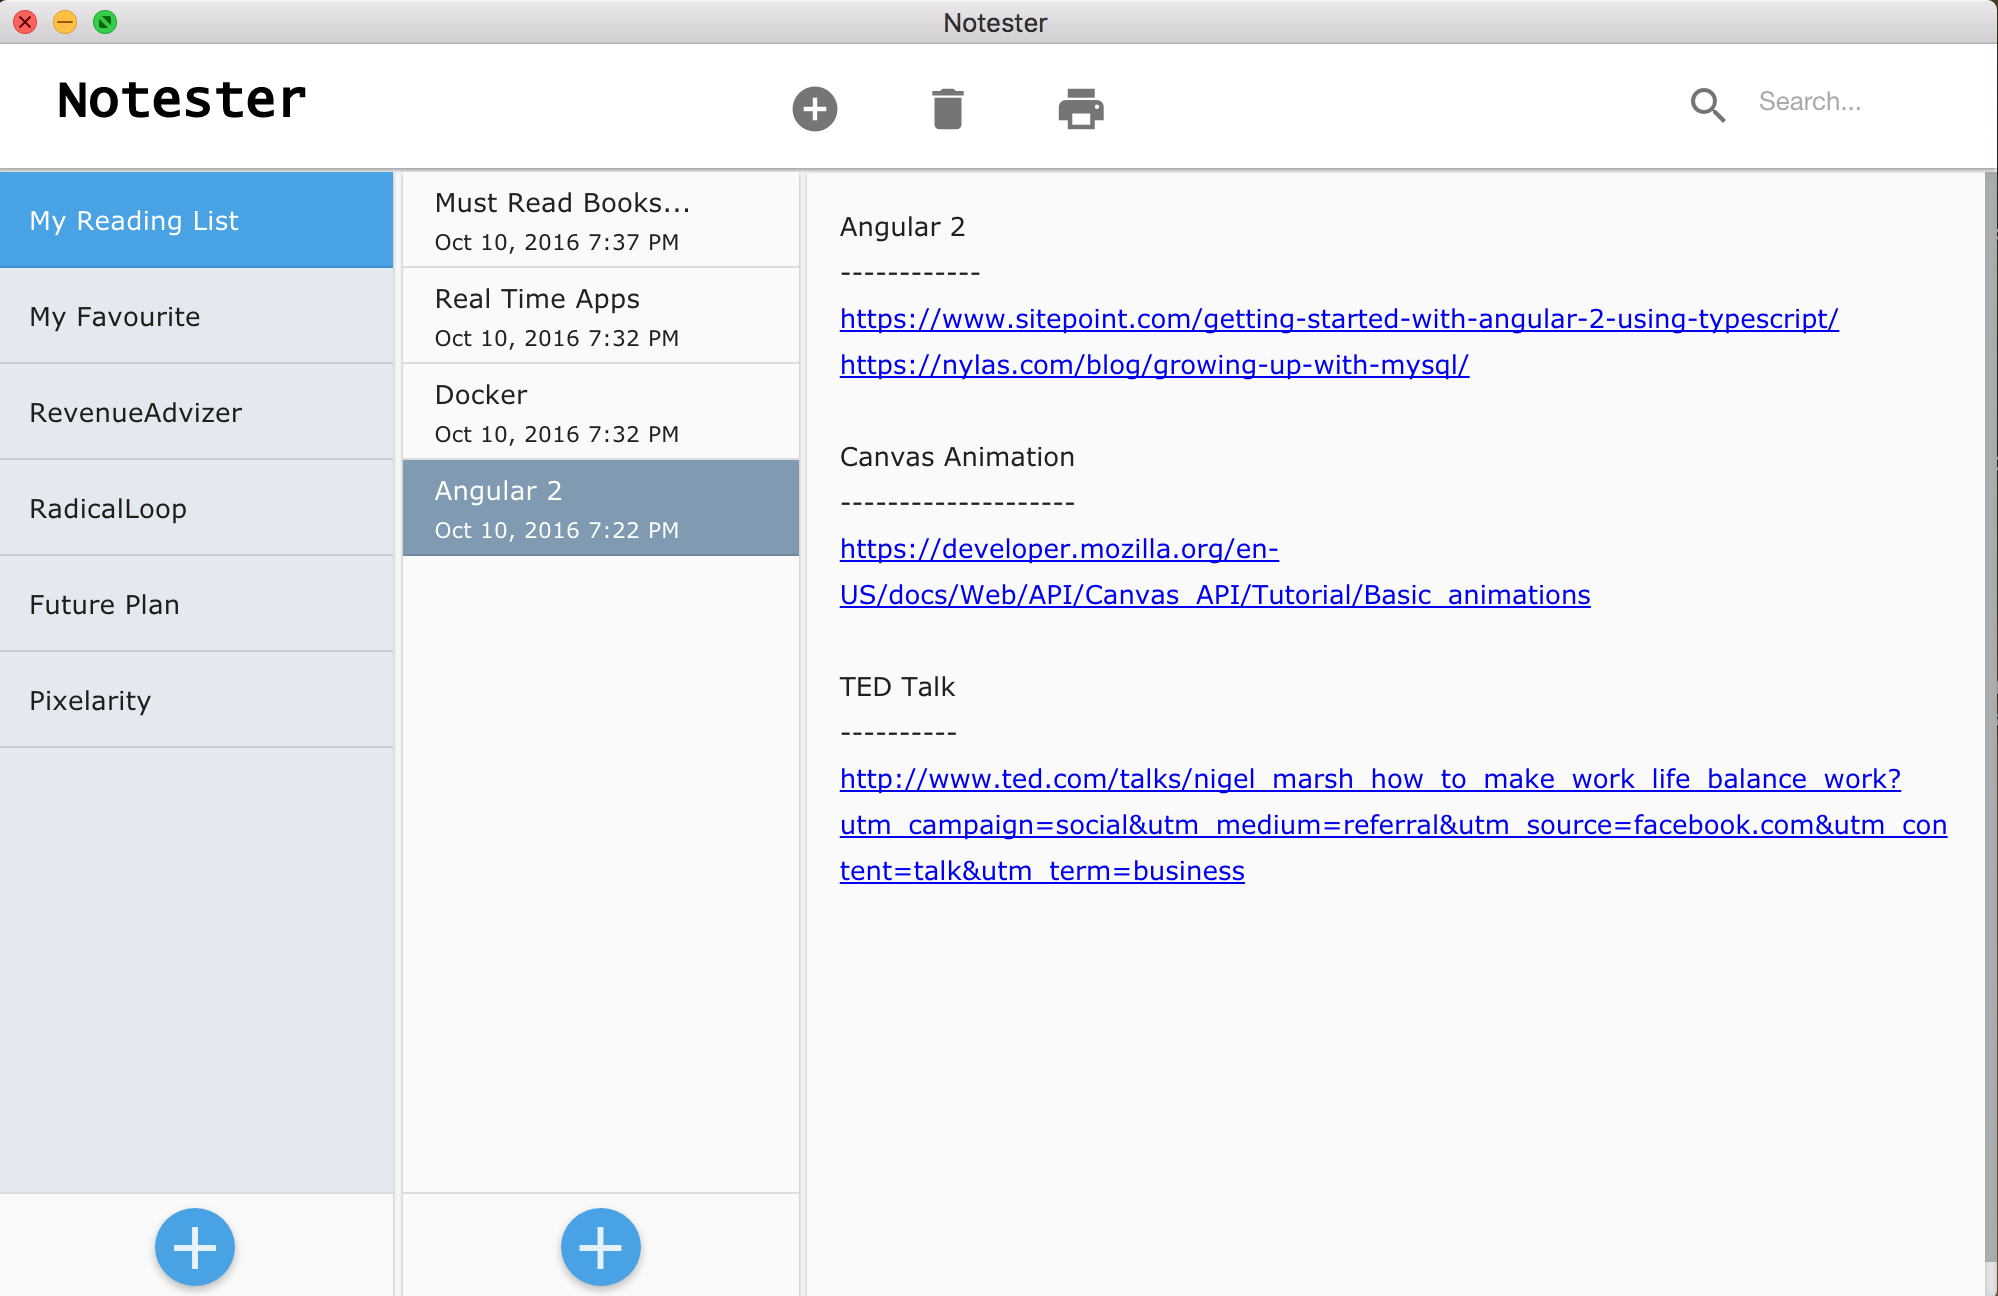 Notester
Notester
Search...
My Reading List
My Favourite
RevenueAdvizer
RadicalLoop
Future Plan
Pixelarity
Must Read Books...
Oct 10, 2016 7:37 PM
Real Time Apps
Oct 10, 2016 7:32 PM
Docker
Oct 10, 2016 7:32 PM
Angular 2
Oct 10, 2016 7:22 PM
Angular 2
------------
https://www.sitepoint.com/getting-started-with-angular-2-using-typescript/
https://nylas.com/blog/growing-up-with-mysql/
Canvas Animation
--------------------
https://developer.mozilla.org/en-
US/docs/Web/API/Canvas_API/Tutorial/Basic_animations
TED Talk
----------
http://www.ted.com/talks/nigel_marsh_how_to_make_work_life_balance_work?
utm_campaign=social&utm_medium=referral&utm_source=facebook.com&utm_con
tent=talk&utm_term=business